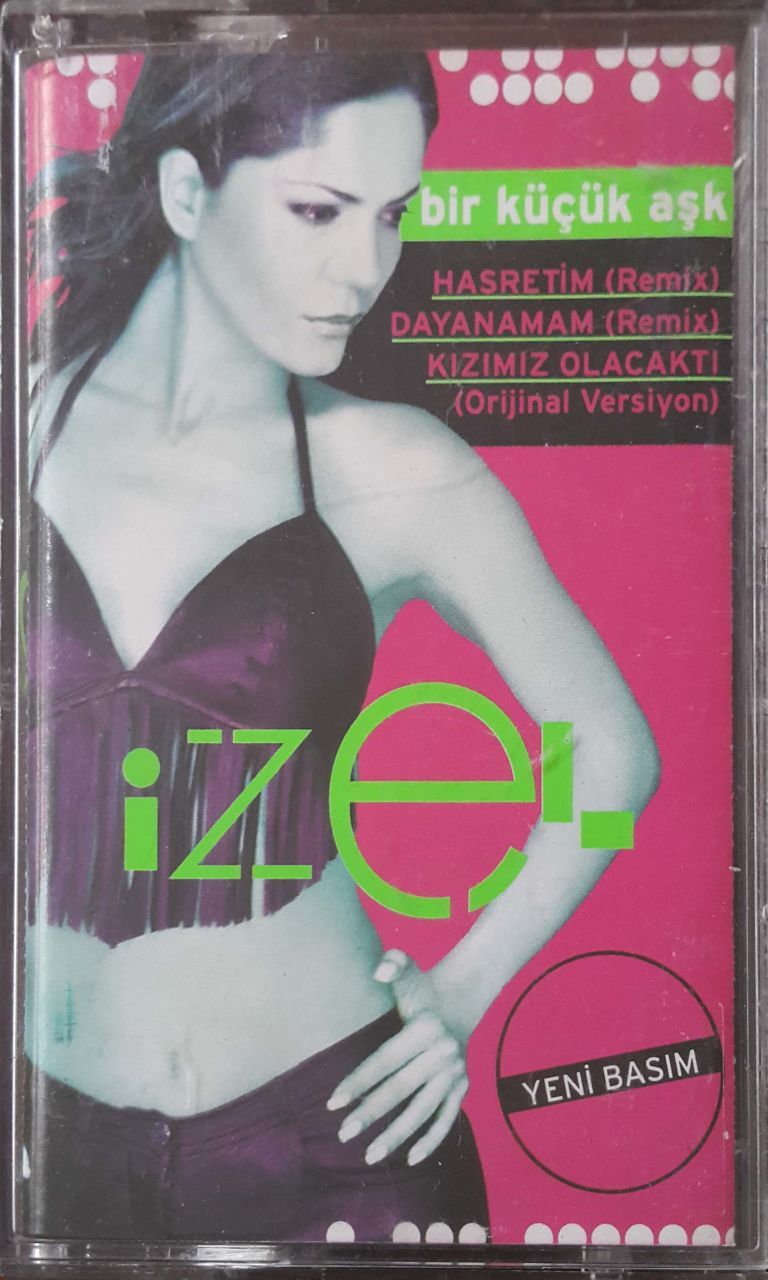 bir küçük aşk
HASRETİM (Remix)
DAYANAMAM (Remix)
KIZIMIZ OLACAKTI
(Orijinal Versiyon)
izel
YENİ BASIM